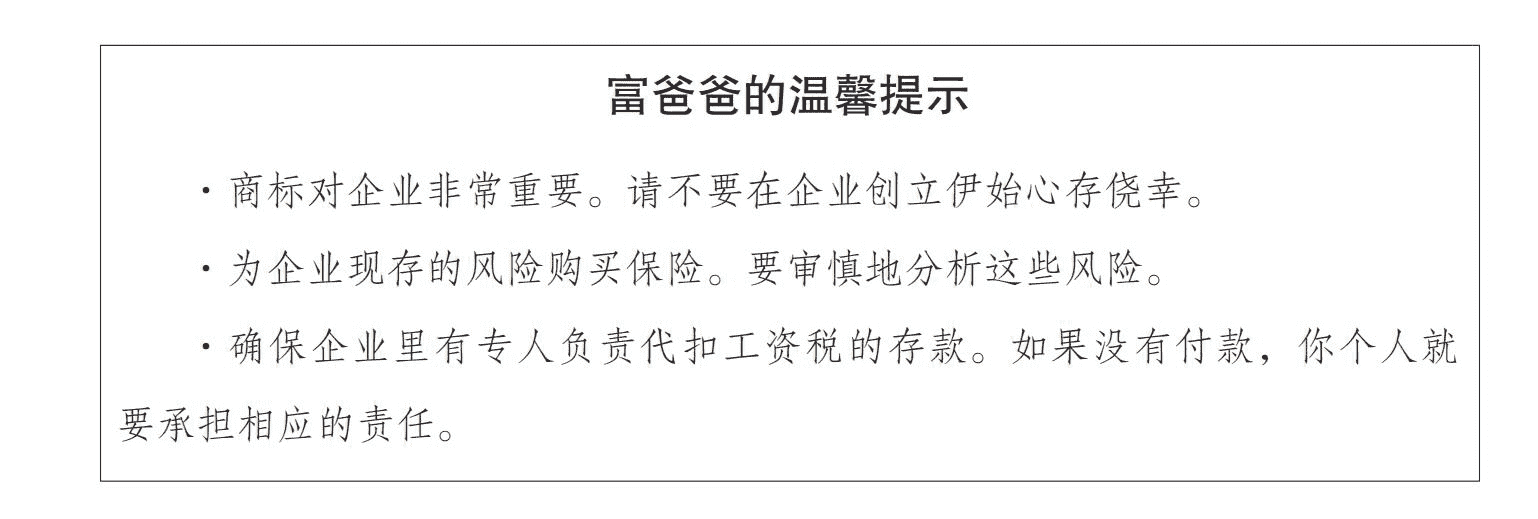 富爸爸的温馨提示
·商标对企业非常重要。请不要在企业创立伊始心存侥幸。
·为企业现存的风险购买保险。要审慎地分析这些风险。
·确保企业里有专人负责代扣工资税的存款。如果没有付款，你个人就
要承担相应的责任。